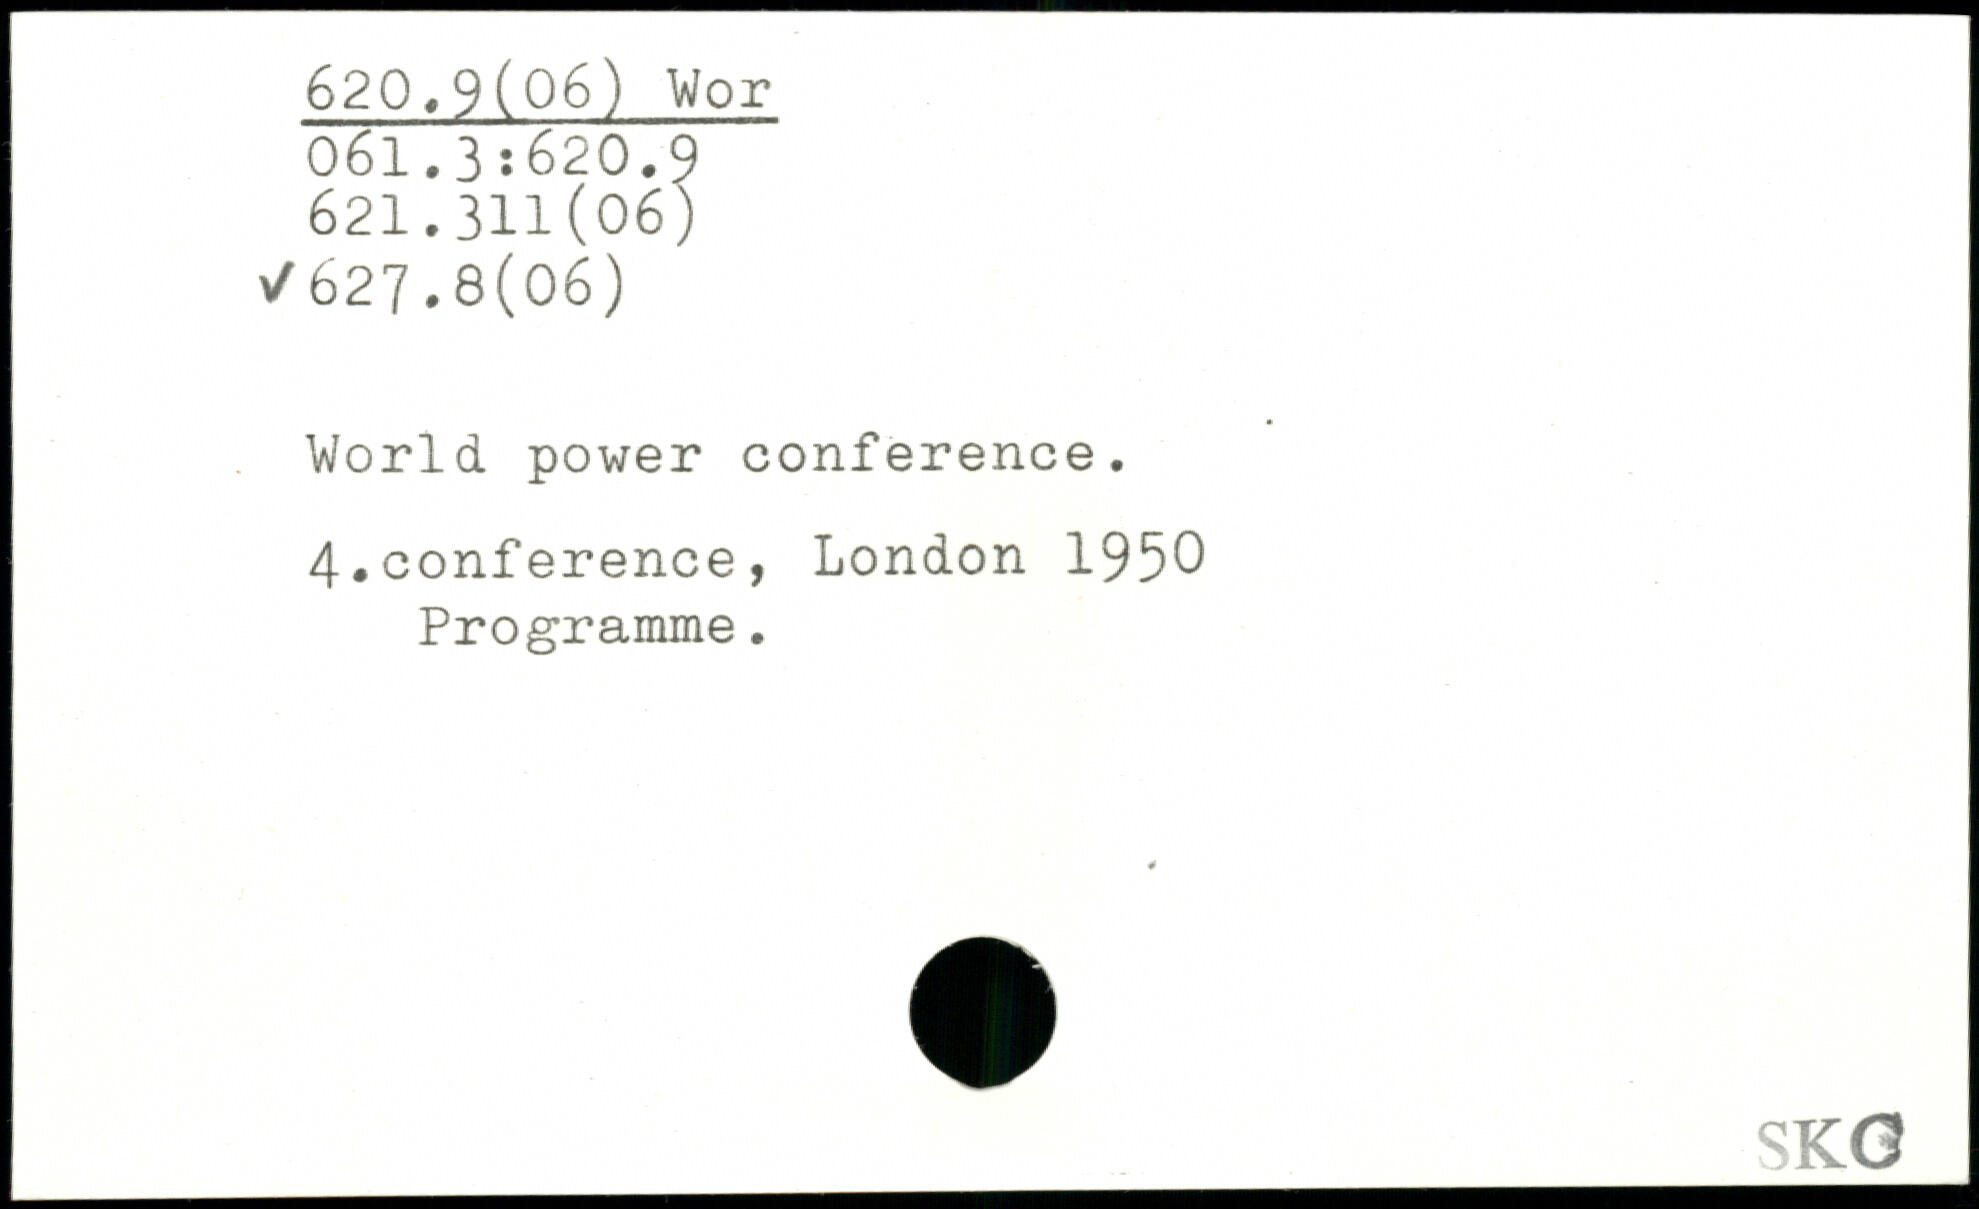 620.9(06) Wor
061.3:620.9
621.311(06)
✓627.8(06)
World power conference.
4.conference, London 1950
Programme.
SKC